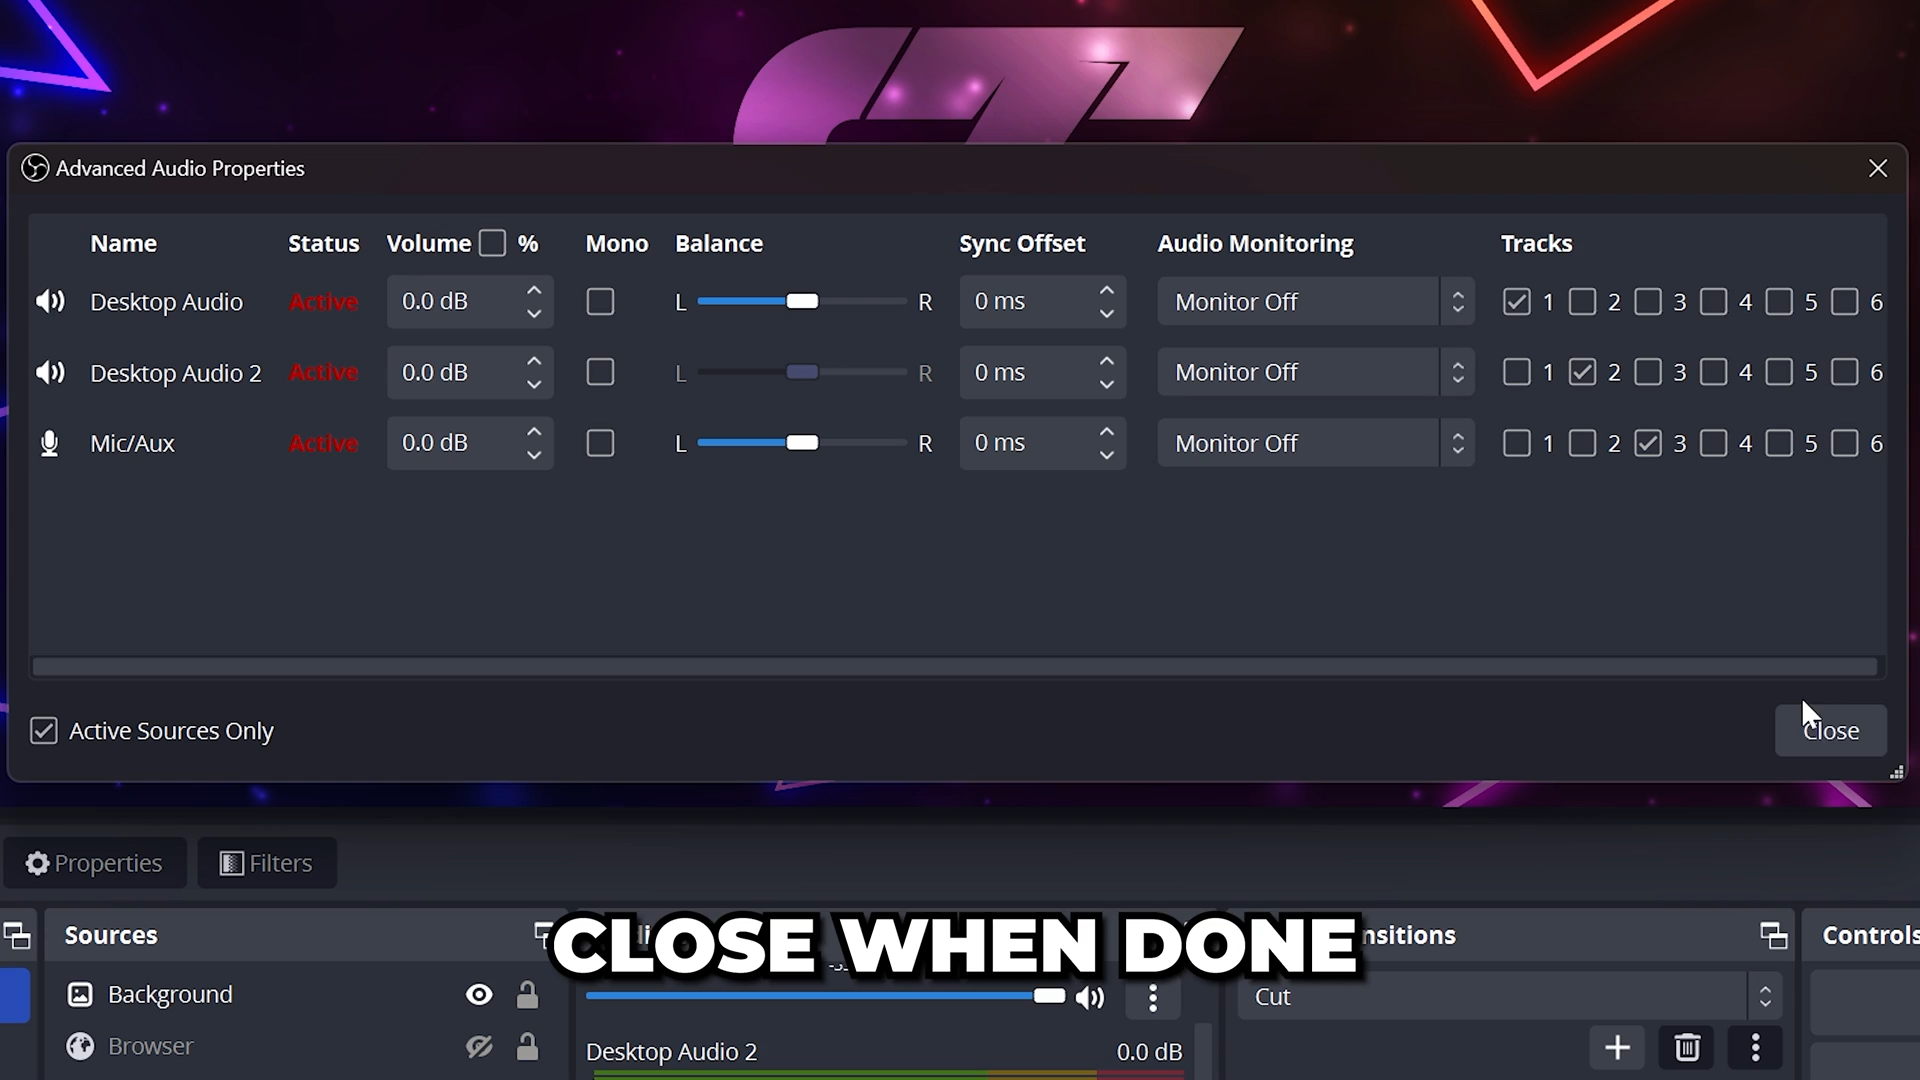 Advanced Audio Properties
Name Status Volume % Mono Balance Sync Offset Audio Monitoring Tracks
Desktop Audio Active 0.0 dB L R 0 ms Monitor Off 1 2 3 4 5 6
Desktop Audio 2 Active 0.0 dB L R 0 ms Monitor Off 1 2 3 4 5 6
Mic/Aux Active 0.0 dB L R 0 ms Monitor Off 1 2 3 4 5 6
Active Sources Only Close
Properties Filters
Sources nsitions Controls
CLOSE WHEN DONE
Background Cut
Browser
Desktop Audio 2 0.0 dB